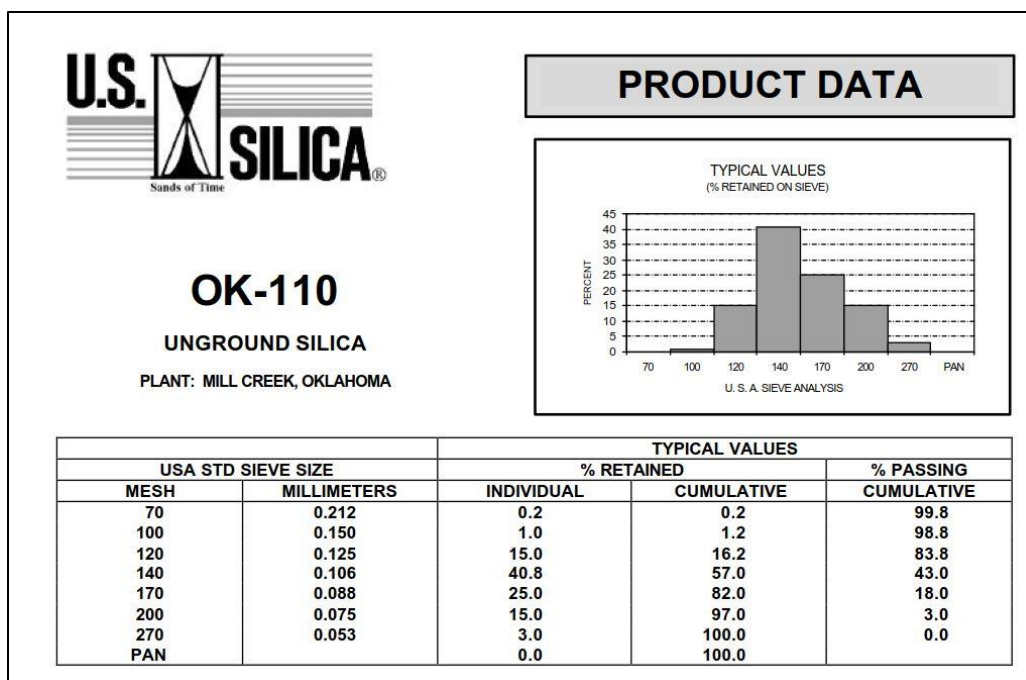 U.S.
SILICA®
Sands of Time
PRODUCT DATA
TYPICAL VALUES
(% RETAINED ON SIEVE)
45
40
35
30
25
20
15
10
5
0
PERCENT
70 100 120 140 170 200 270 PAN
U. S. A. SIEVE ANALYSIS
OK-110
UNGROUND SILICA
PLANT: MILL CREEK, OKLAHOMA
TYPICAL VALUES
USA STD SIEVE SIZE % RETAINED % PASSING
MESH MILLIMETERS INDIVIDUAL CUMULATIVE CUMULATIVE
70 0.212 0.2 0.2 99.8
100 0.150 1.0 1.2 98.8
120 0.125 15.0 16.2 83.8
140 0.106 40.8 57.0 43.0
170 0.088 25.0 82.0 18.0
200 0.075 15.0 97.0 3.0
270 0.053 3.0 100.0 0.0
PAN 0.0 100.0